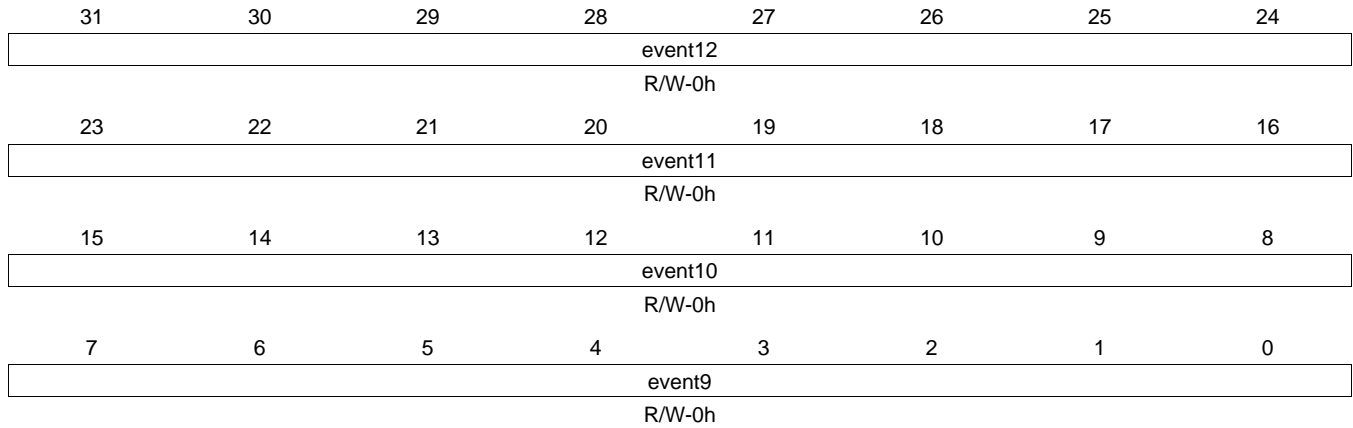 31 30 29 28 27 26 25 24
event12
R/W-0h
23 22 21 20 19 18 17 16
event11
R/W-0h
15 14 13 12 11 10 9 8
event10
R/W-0h
7 6 5 4 3 2 1 0
event9
R/W-0h